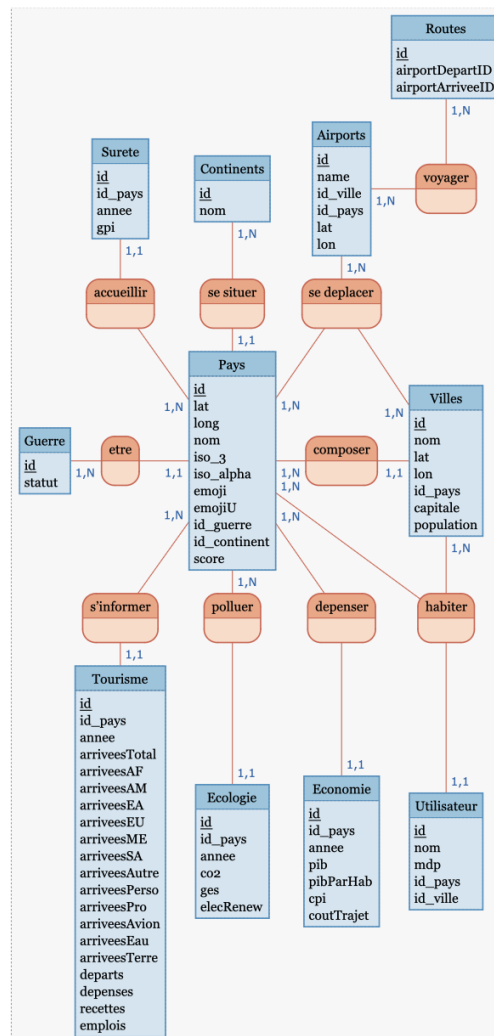 Routes
id
airportDepartID
airportArriveeID
1,N
voyager
Airports
id
name
id_ville
id_pays
lat
lon
1,N
1,N
Surete
id
id_pays
annee
gpi
1,1
Continents
id
nom
1,N
accueillir
se situer
se deplacer
1,N
1,1
1,N
1,N
Pays
id
lat
long
nom
iso_3
iso_alpha
emoji
emojiU
id_guerre
id_continent
score
Guerre
id
statut
1,N
etre
1,1
1,N
composer
1,1
Villes
id
nom
lat
lon
id_pays
capitale
population
1,N
1,N
1,N
1,N
1,N
s'informer
polluer
depenser
habiter
1,1
Tourisme
id
id_pays
annee
arriveesTotal
arriveesAF
arriveesAM
arriveesEA
arriveesEU
arriveesME
arriveesSA
arriveesAutre
arriveesPerso
arriveesPro
arriveesAvion
arriveesEau
arriveesTerre
departs
depenses
recettes
emplois
1,1
Ecologie
id
id_pays
annee
co2
ges
elecRenew
1,1
Economie
id
id_pays
annee
pib
pibParHab
cpi
coutTrajet
1,1
Utilisateur
id
nom
mdp
id_pays
id_ville